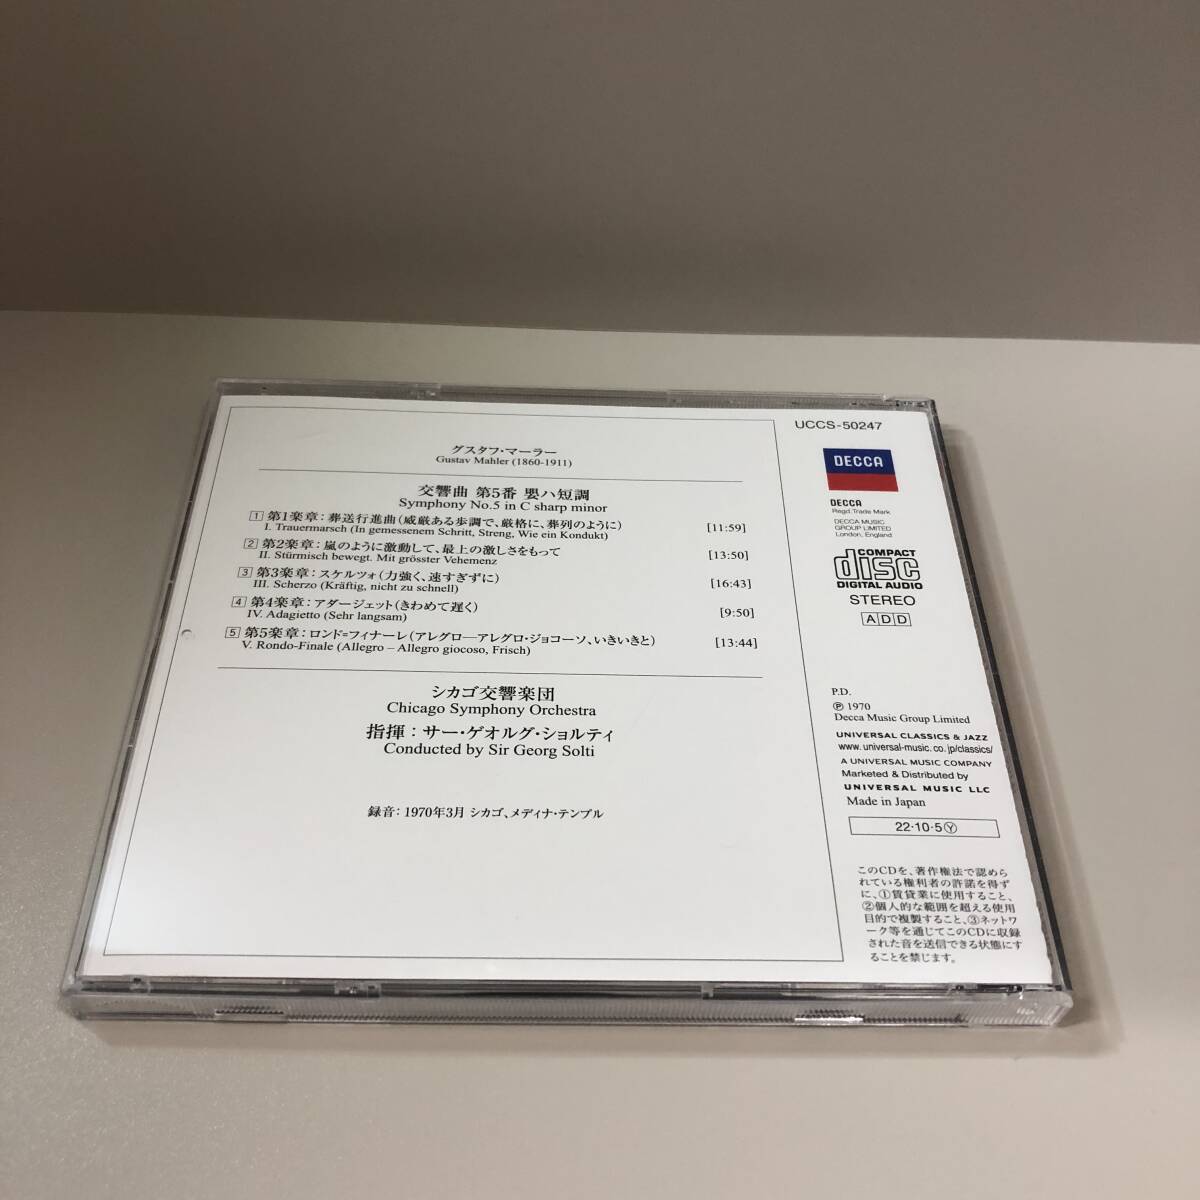 グスタフ・マーラー
Gustav Mahler (1860-1911)
交響曲 第5番 嬰ハ短調
Symphony No.5 in C sharp minor
1 第1楽章：葬送行進曲（威厳ある歩調で、厳格に、葬列のように） [11:59]
I. Trauermarsch (In gemessenem Schritt, Streng, Wie ein Kondukt)
2 第2楽章：嵐のように激動して、最上の激しさをもって [13:50]
II. Stürmisch bewegt. Mit grösster Vehemenz
3 第3楽章：スケルツォ（力強く、速すぎずに） [16:43]
III. Scherzo (Kräftig, nicht zu schnell)
4 第4楽章：アダージェット（きわめて遅く） [9:50]
IV. Adagietto (Sehr langsam)
5 第5楽章：ロンド=フィナーレ（アレグロ―アレグロ・ジョコーソ、いきいきと） [13:44]
V. Rondo-Finale (Allegro – Allegro giocoso, Frisch)
シカゴ交響楽団
Chicago Symphony Orchestra
指揮：サー・ゲオルグ・ショルティ
Conducted by Sir Georg Solti
録音：1970年3月 シカゴ、メディナ・テンプル
UCCS-50247
DECCA
DECCA
Regd. Trade Mark
DECCA MUSIC
GROUP LIMITED
London, England
COMPACT
disc
DIGITAL AUDIO
STEREO
ADD
P.D.
Ⓟ 1970
Decca Music Group Limited
UNIVERSAL CLASSICS & JAZZ
www.universal-music.co.jp/classics/
A UNIVERSAL MUSIC COMPANY
Marketed & Distributed by
UNIVERSAL MUSIC LLC
Made in Japan
22・10・5Ⓨ
このCDを、著作権法で認めら
れている権利者の許諾を得ず
に、①賃貸業に使用すること、
②個人的な範囲を超える使用
目的で複製すること、③ネットワ
ーク等を通じてこのCDに収録
された音を送信できる状態にす
ることを禁じます。